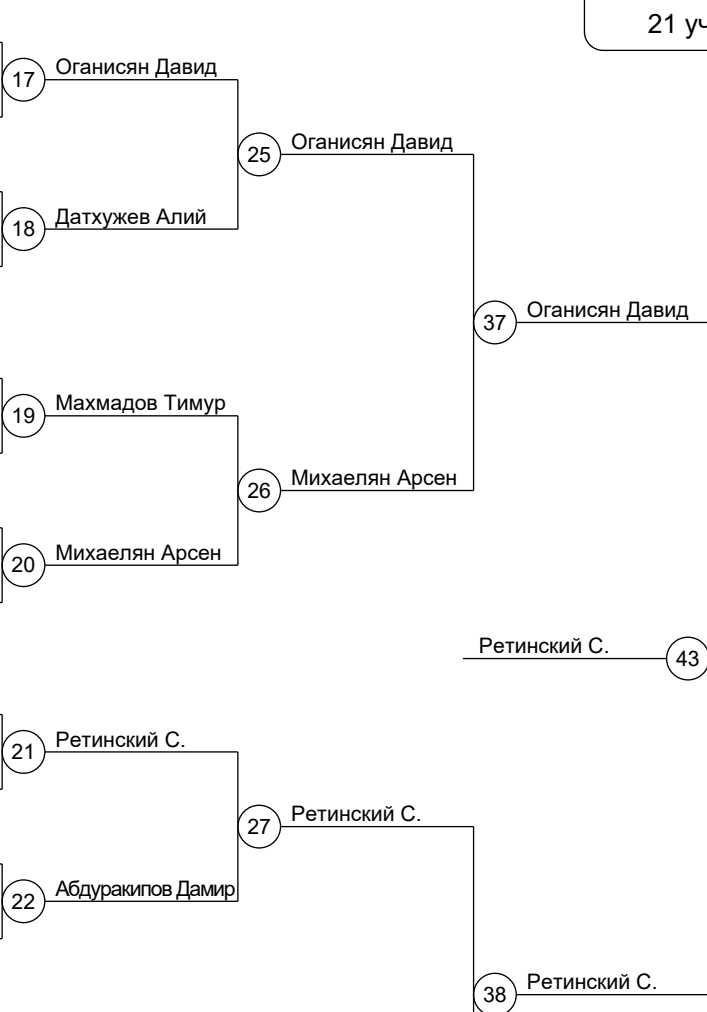 21 уч
17 Оганисян Давид
25 Оганисян Давид
18 Датхужев Алий
37 Оганисян Давид
19 Махмадов Тимур
26 Михаелян Арсен
20 Михаелян Арсен
Ретинский С. 43
21 Ретинский С.
27 Ретинский С.
22 Абдуракипов Дамир
38 Ретинский С.